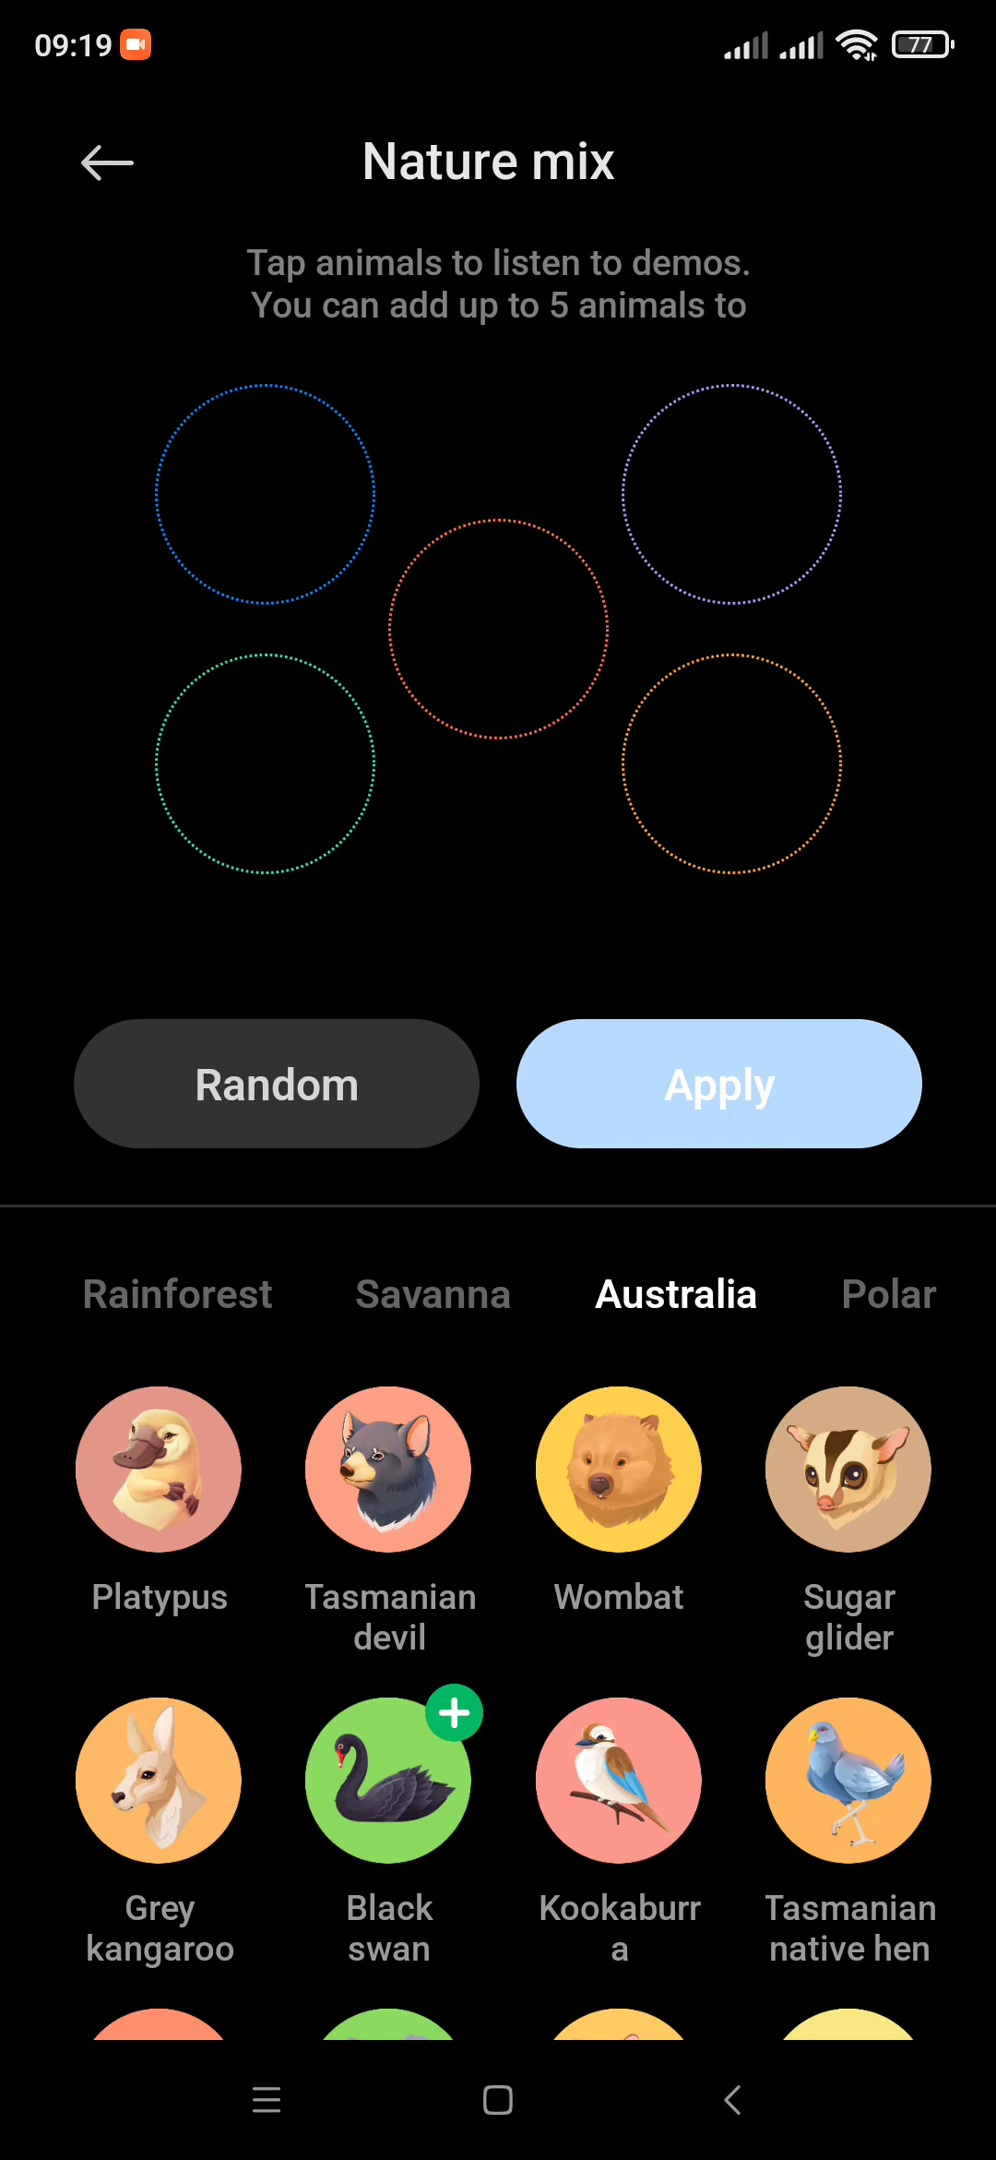 09:19
77
Nature mix
Tap animals to listen to demos.
You can add up to 5 animals to
Random
Apply
Rainforest
Savanna
Australia
Polar
Platypus
Tasmanian
devil
Wombat
Sugar
glider
Grey
kangaroo
Black
swan
Kookaburr
a
Tasmanian
native hen